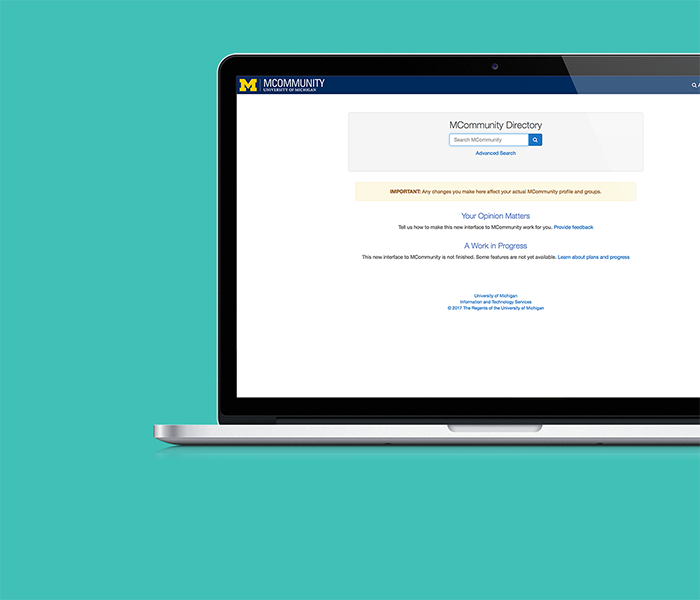 M MCOMMUNITY
UNIVERSITY OF MICHIGAN
MCommunity Directory
Search MCommunity
Advanced Search
IMPORTANT: Any changes you make here affect your actual MCommunity profile and groups.
Your Opinion Matters
Tell us how to make this new interface to MCommunity work for you. Provide feedback
A Work in Progress
This new interface to MCommunity is not finished. Some features are not yet available. Learn about plans and progress
University of Michigan
Information and Technology Services
© 2017 The Regents of the University of Michigan